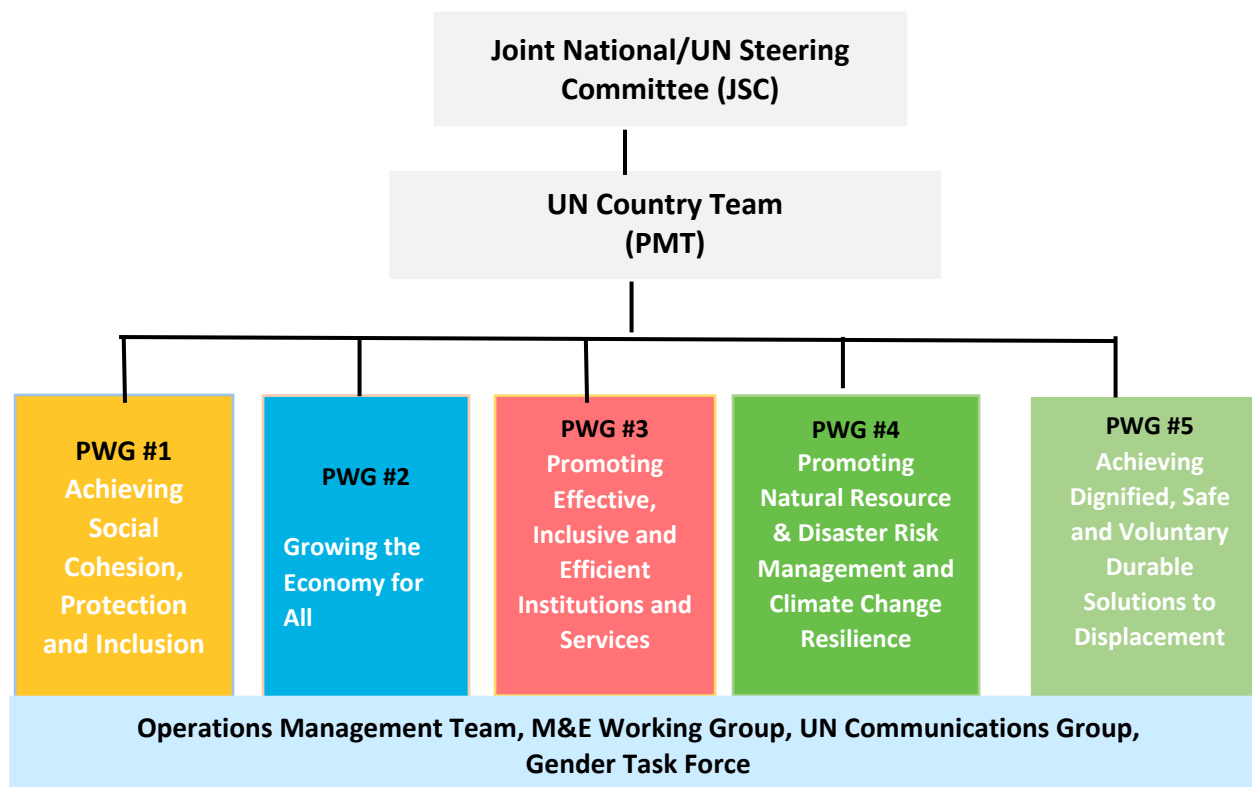 Joint National/UN Steering
Committee (JSC)
UN Country Team
(PMT)
PWG #1
Achieving
Social
Cohesion,
Protection
and Inclusion
PWG #2
Growing the
Economy for
All
PWG #3
Promoting
Effective,
Inclusive and
Efficient
Institutions and
Services
PWG #4
Promoting
Natural Resource
& Disaster Risk
Management and
Climate Change
Resilience
PWG #5
Achieving
Dignified, Safe
and Voluntary
Durable
Solutions to
Displacement
Operations Management Team, M&E Working Group, UN Communications Group,
Gender Task Force